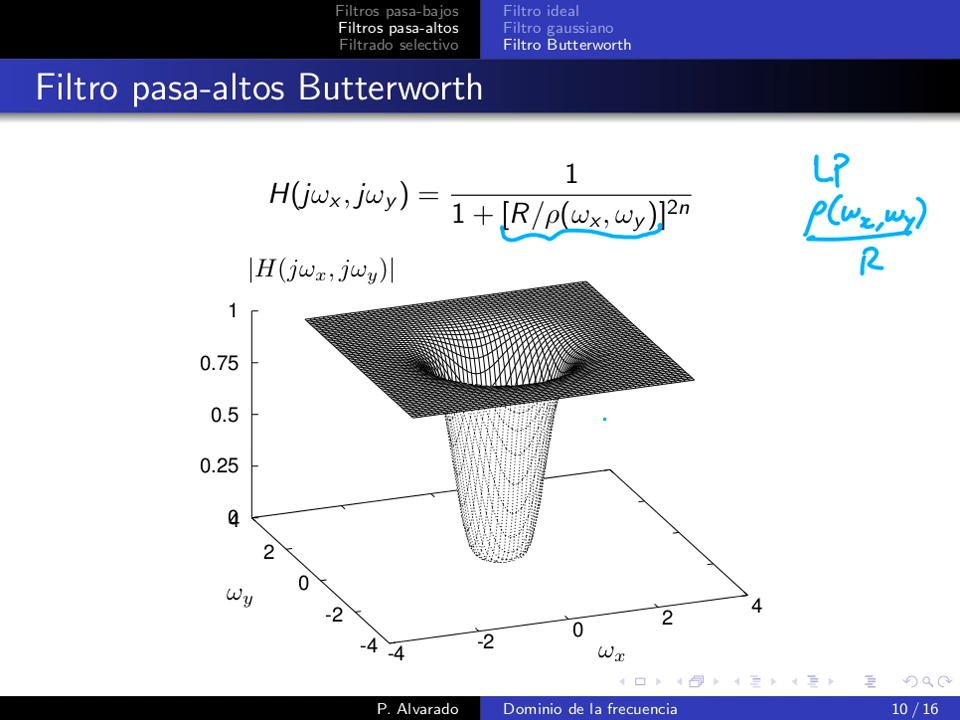 Filtros pasa-bajos
Filtros pasa-altos
Filtrado selectivo
Filtro ideal
Filtro gaussiano
Filtro Butterworth
Filtro pasa-altos Butterworth
H(jωx, jωy) = 1 / (1 + [R/ρ(ωx, ωy)]^2n)
LP
ρ(ωx, ωy)
R
|H(jωx, jωy)|
1
0.75
0.5
0.25
0
4
2
0
-2
-4
ωy
-4
-2
0
2
4
ωx
P. Alvarado
Dominio de la frecuencia
10 / 16